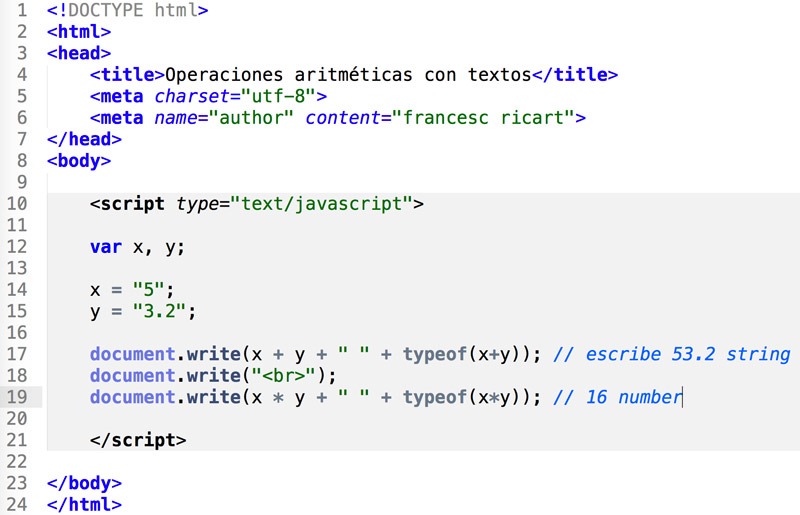 1 <!DOCTYPE html>
2 <html>
3 <head>
4     <title>Operaciones aritméticas con textos</title>
5     <meta charset="utf-8">
6     <meta name="author" content="francesc ricart">
7 </head>
8 <body>
9
10     <script type="text/javascript">
11
12     var x, y;
13
14     x = "5";
15     y = "3.2";
16
17     document.write(x + y + " " + typeof(x+y)); // escribe 53.2 string
18     document.write("<br>");
19     document.write(x * y + " " + typeof(x*y)); // 16 number
20
21     </script>
22
23 </body>
24 </html>